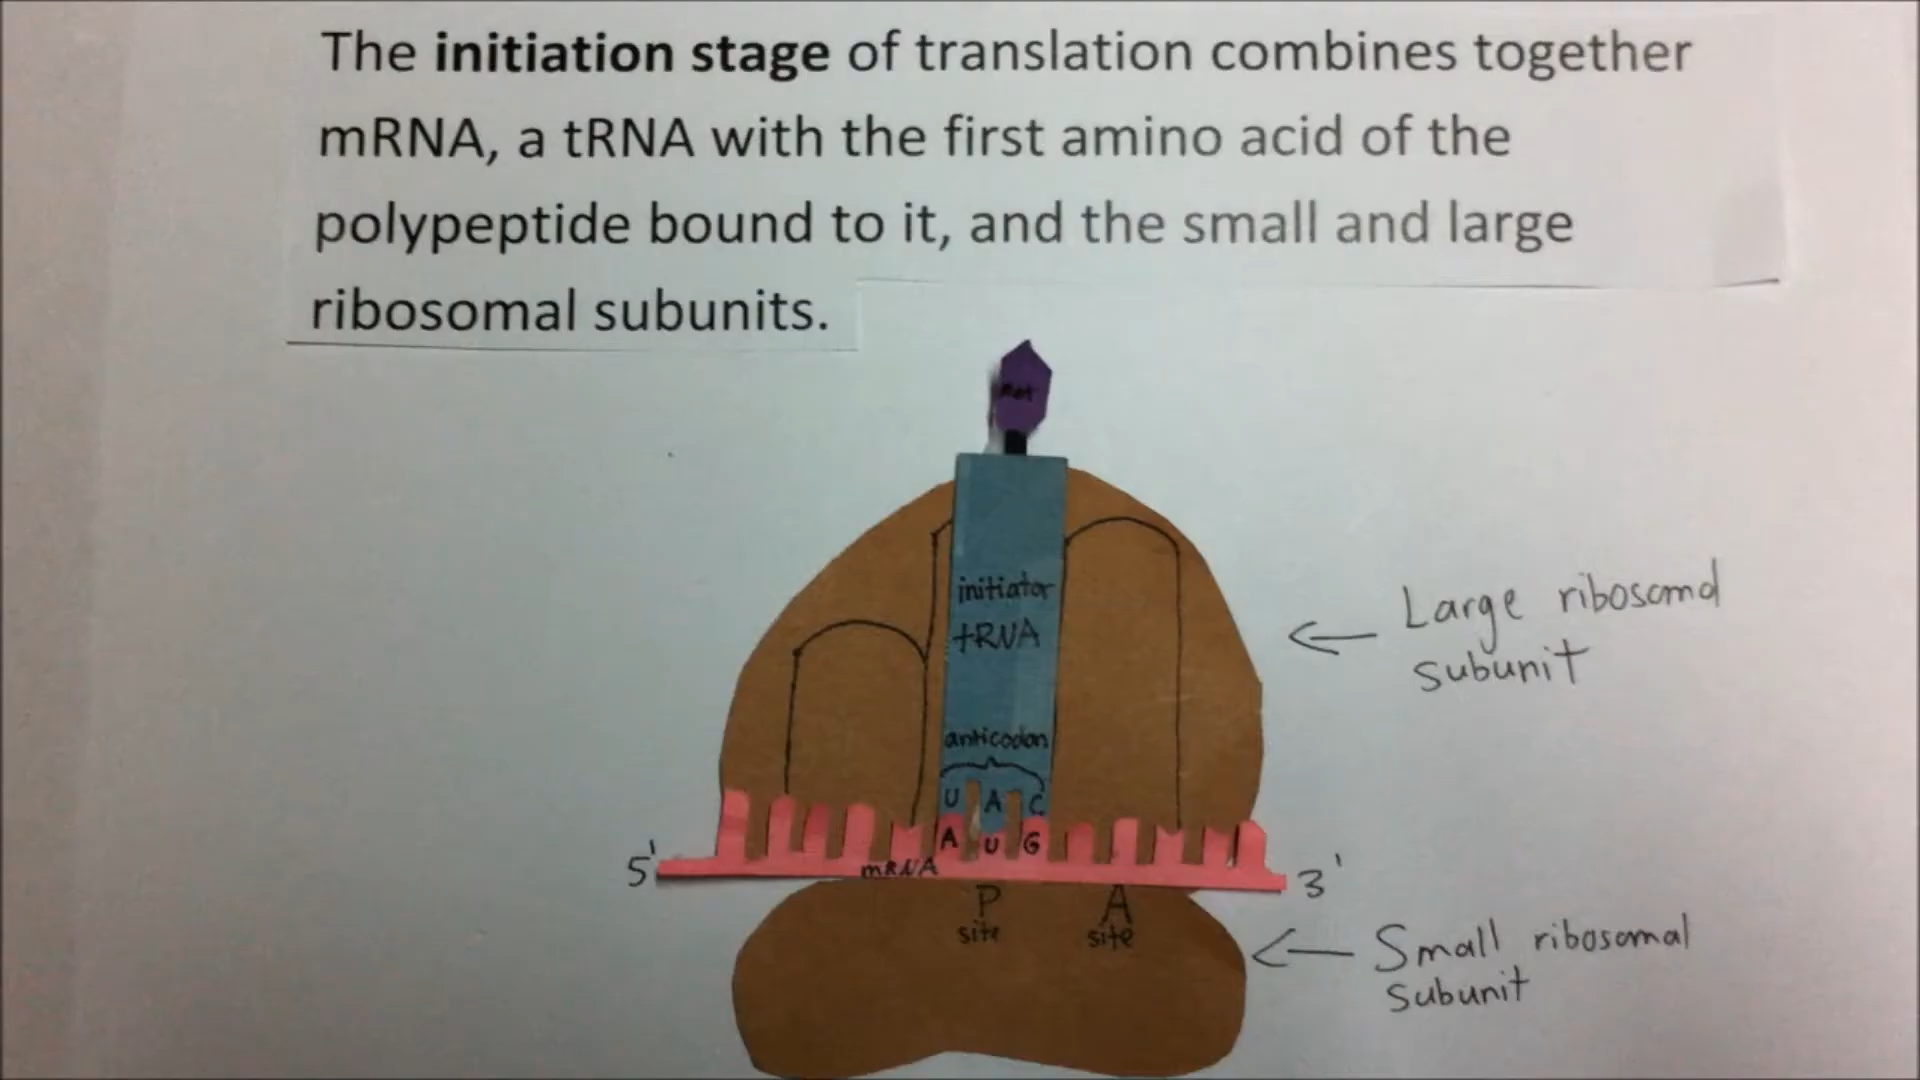 The initiation stage of translation combines together
mRNA, a tRNA with the first amino acid of the
polypeptide bound to it, and the small and large
ribosomal subunits.
Met
initiator
tRNA
anticodon
U A C
A U G
mRNA
5'
3'
P
site
A
site
Large ribosomal
subunit
Small ribosomal
subunit